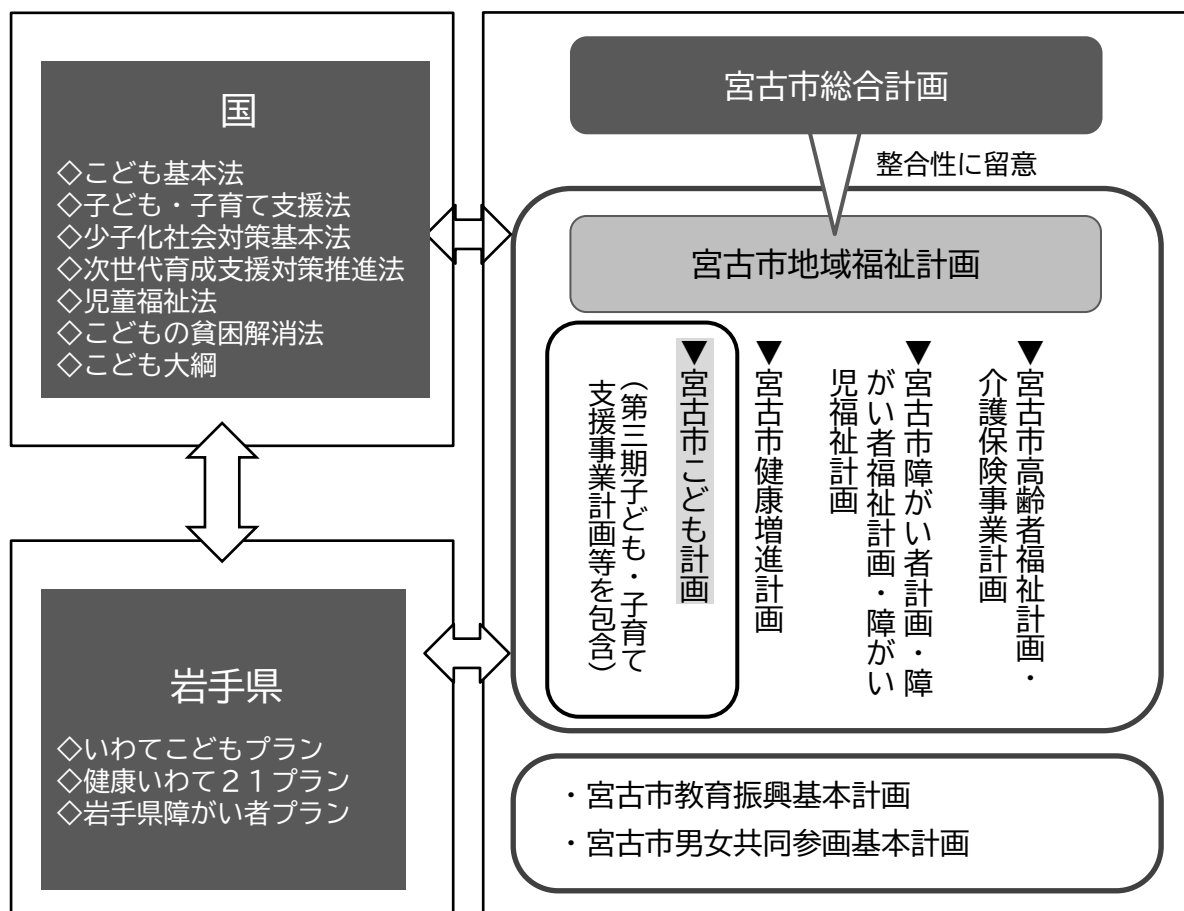 国
◇こども基本法
◇子ども・子育て支援法
◇少子化社会対策基本法
◇次世代育成支援対策推進法
◇児童福祉法
◇こどもの貧困解消法
◇こども大綱
岩手県
◇いわてこどもプラン
◇健康いわて２１プラン
◇岩手県障がい者プラン
宮古市総合計画
整合性に留意
宮古市地域福祉計画
▼宮古市高齢者福祉計画・
介護保険事業計画
▼宮古市障がい者計画・障
がい者福祉計画・障がい
児福祉計画
▼宮古市健康増進計画
▼宮古市こども計画
（第三期子ども・子育て
支援事業計画等を包含）
・宮古市教育振興基本計画
・宮古市男女共同参画基本計画